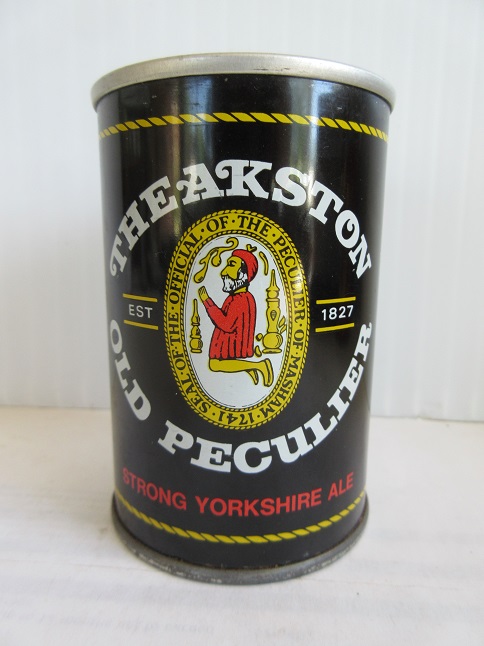 THEAKSTON
SEAL·OF·THE·OFFICIAL·OF·THE·PECULIER·OF·MASHAM·1741·
EST 1827
OLD PECULIER
STRONG YORKSHIRE ALE